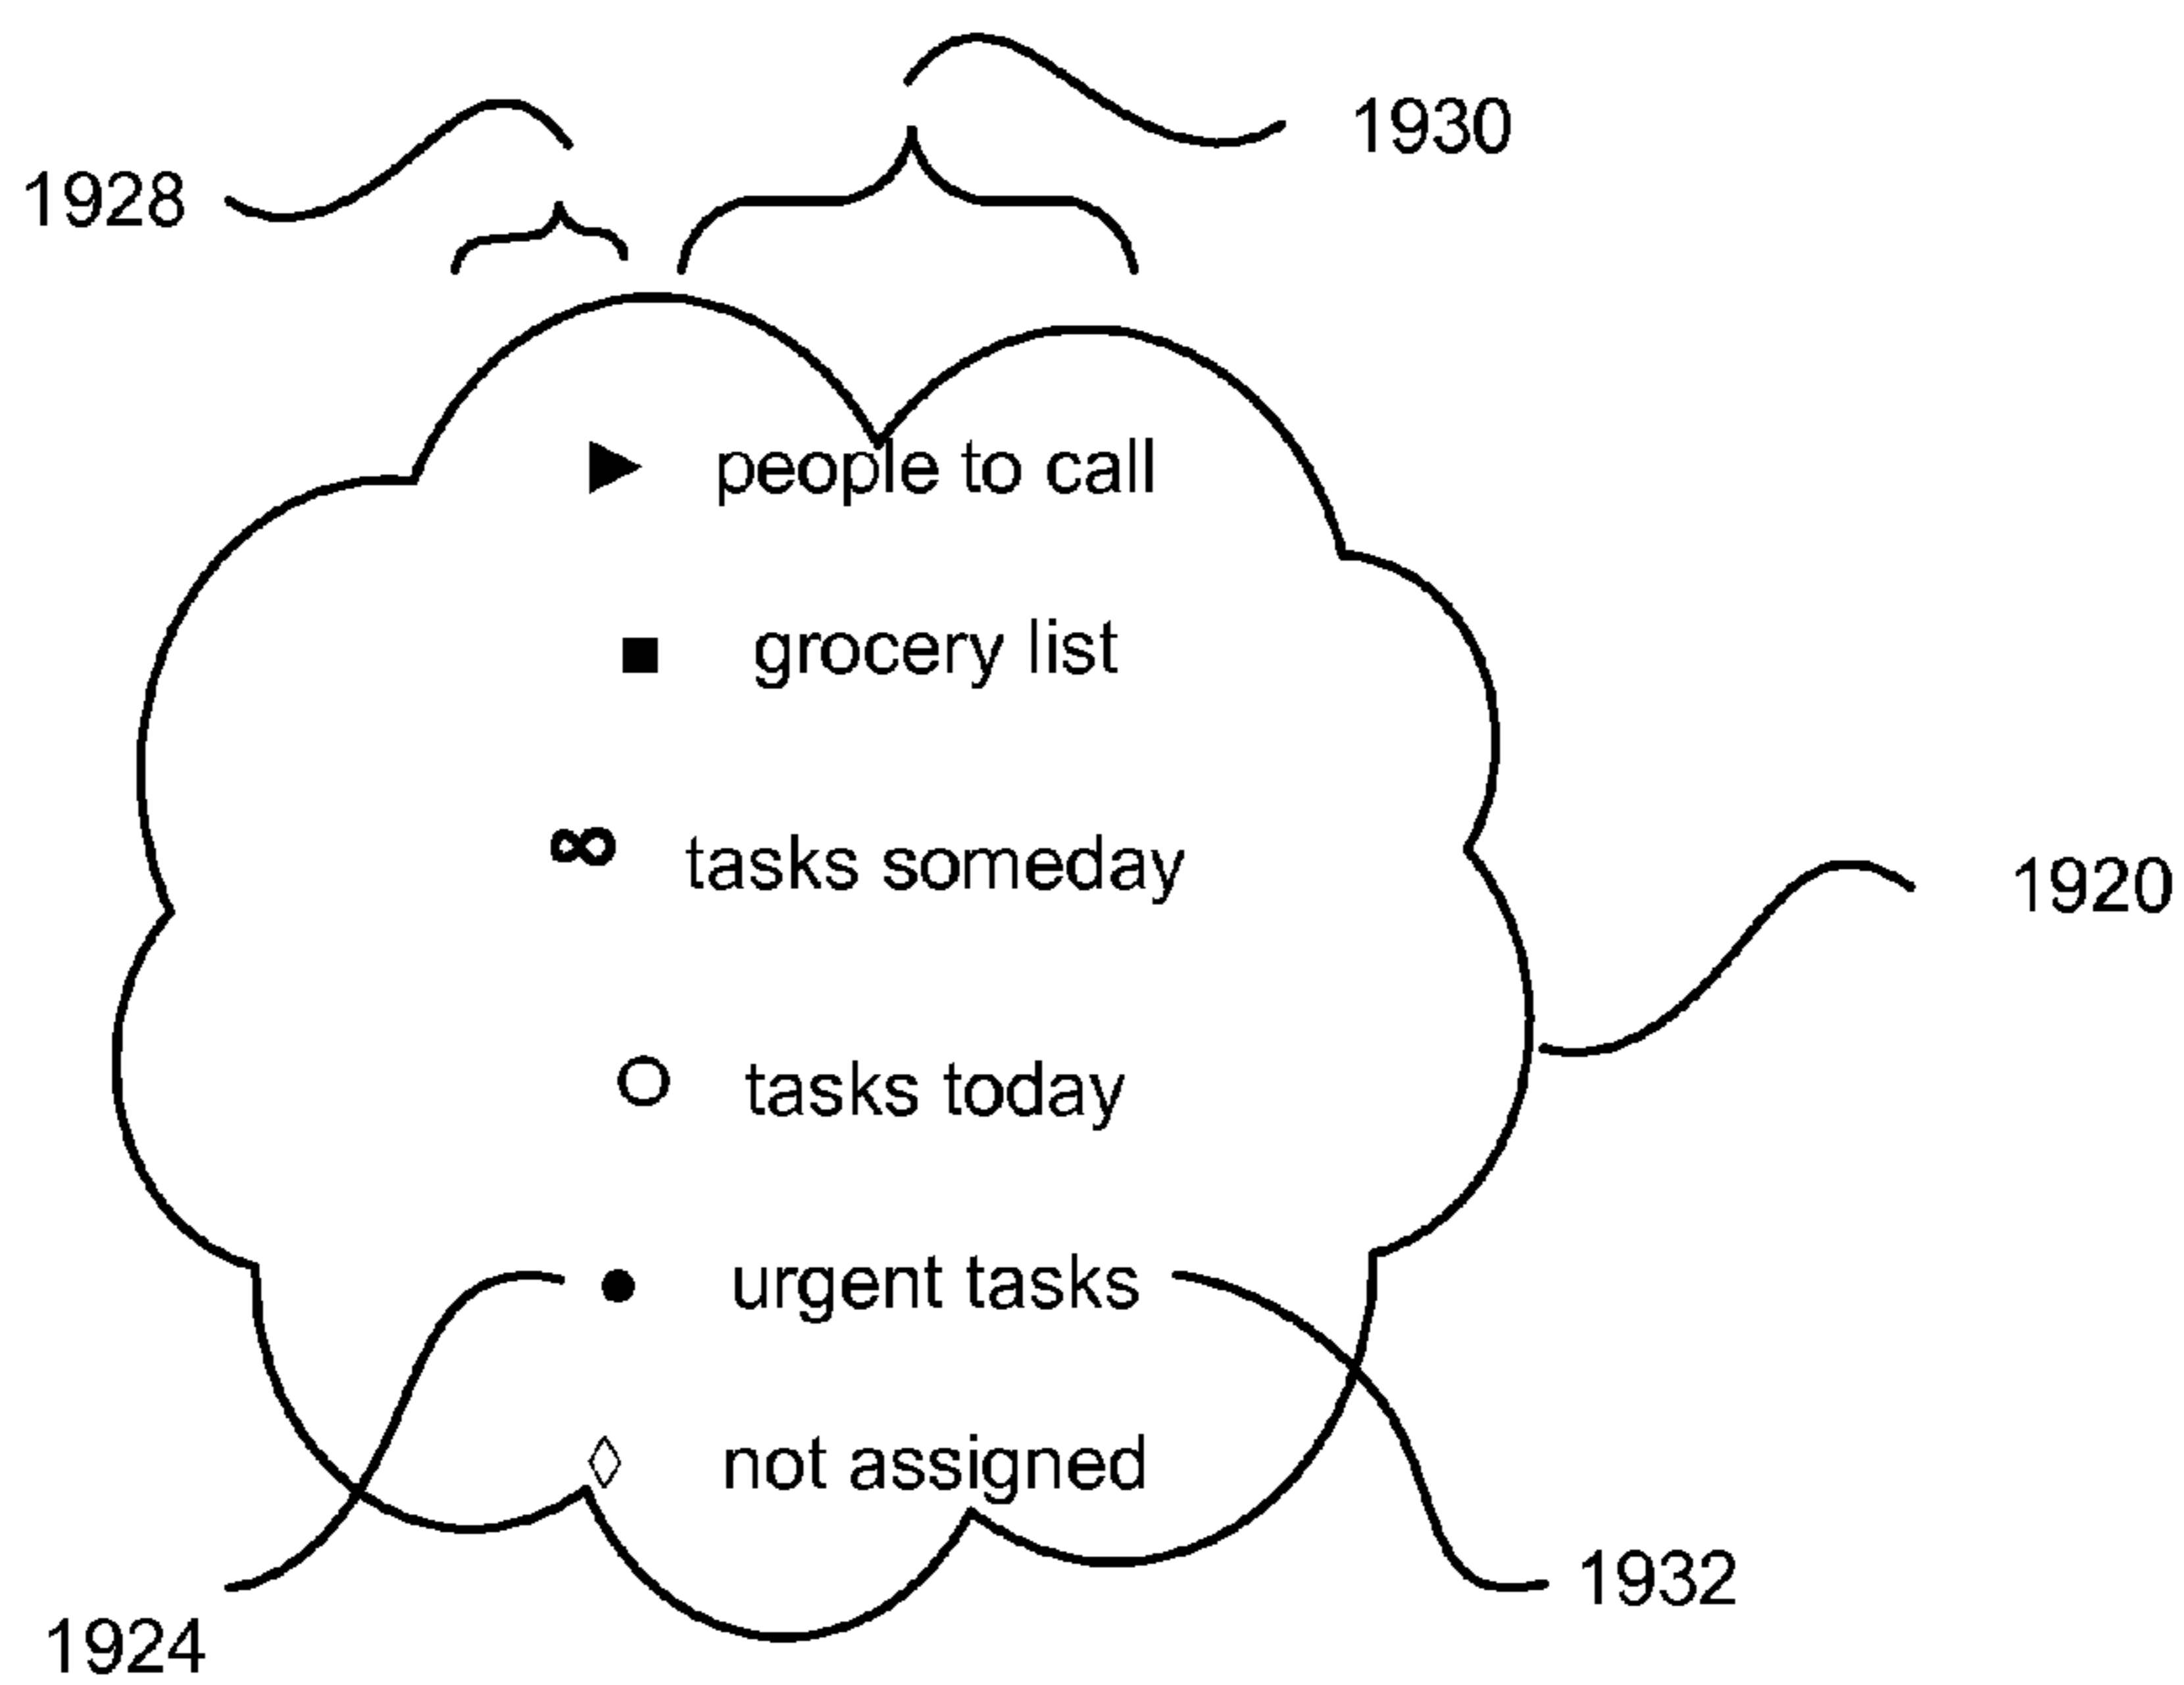 1930
1928
▶ people to call
■ grocery list
∞ tasks someday
1920
○ tasks today
● urgent tasks
◊ not assigned
1932
1924